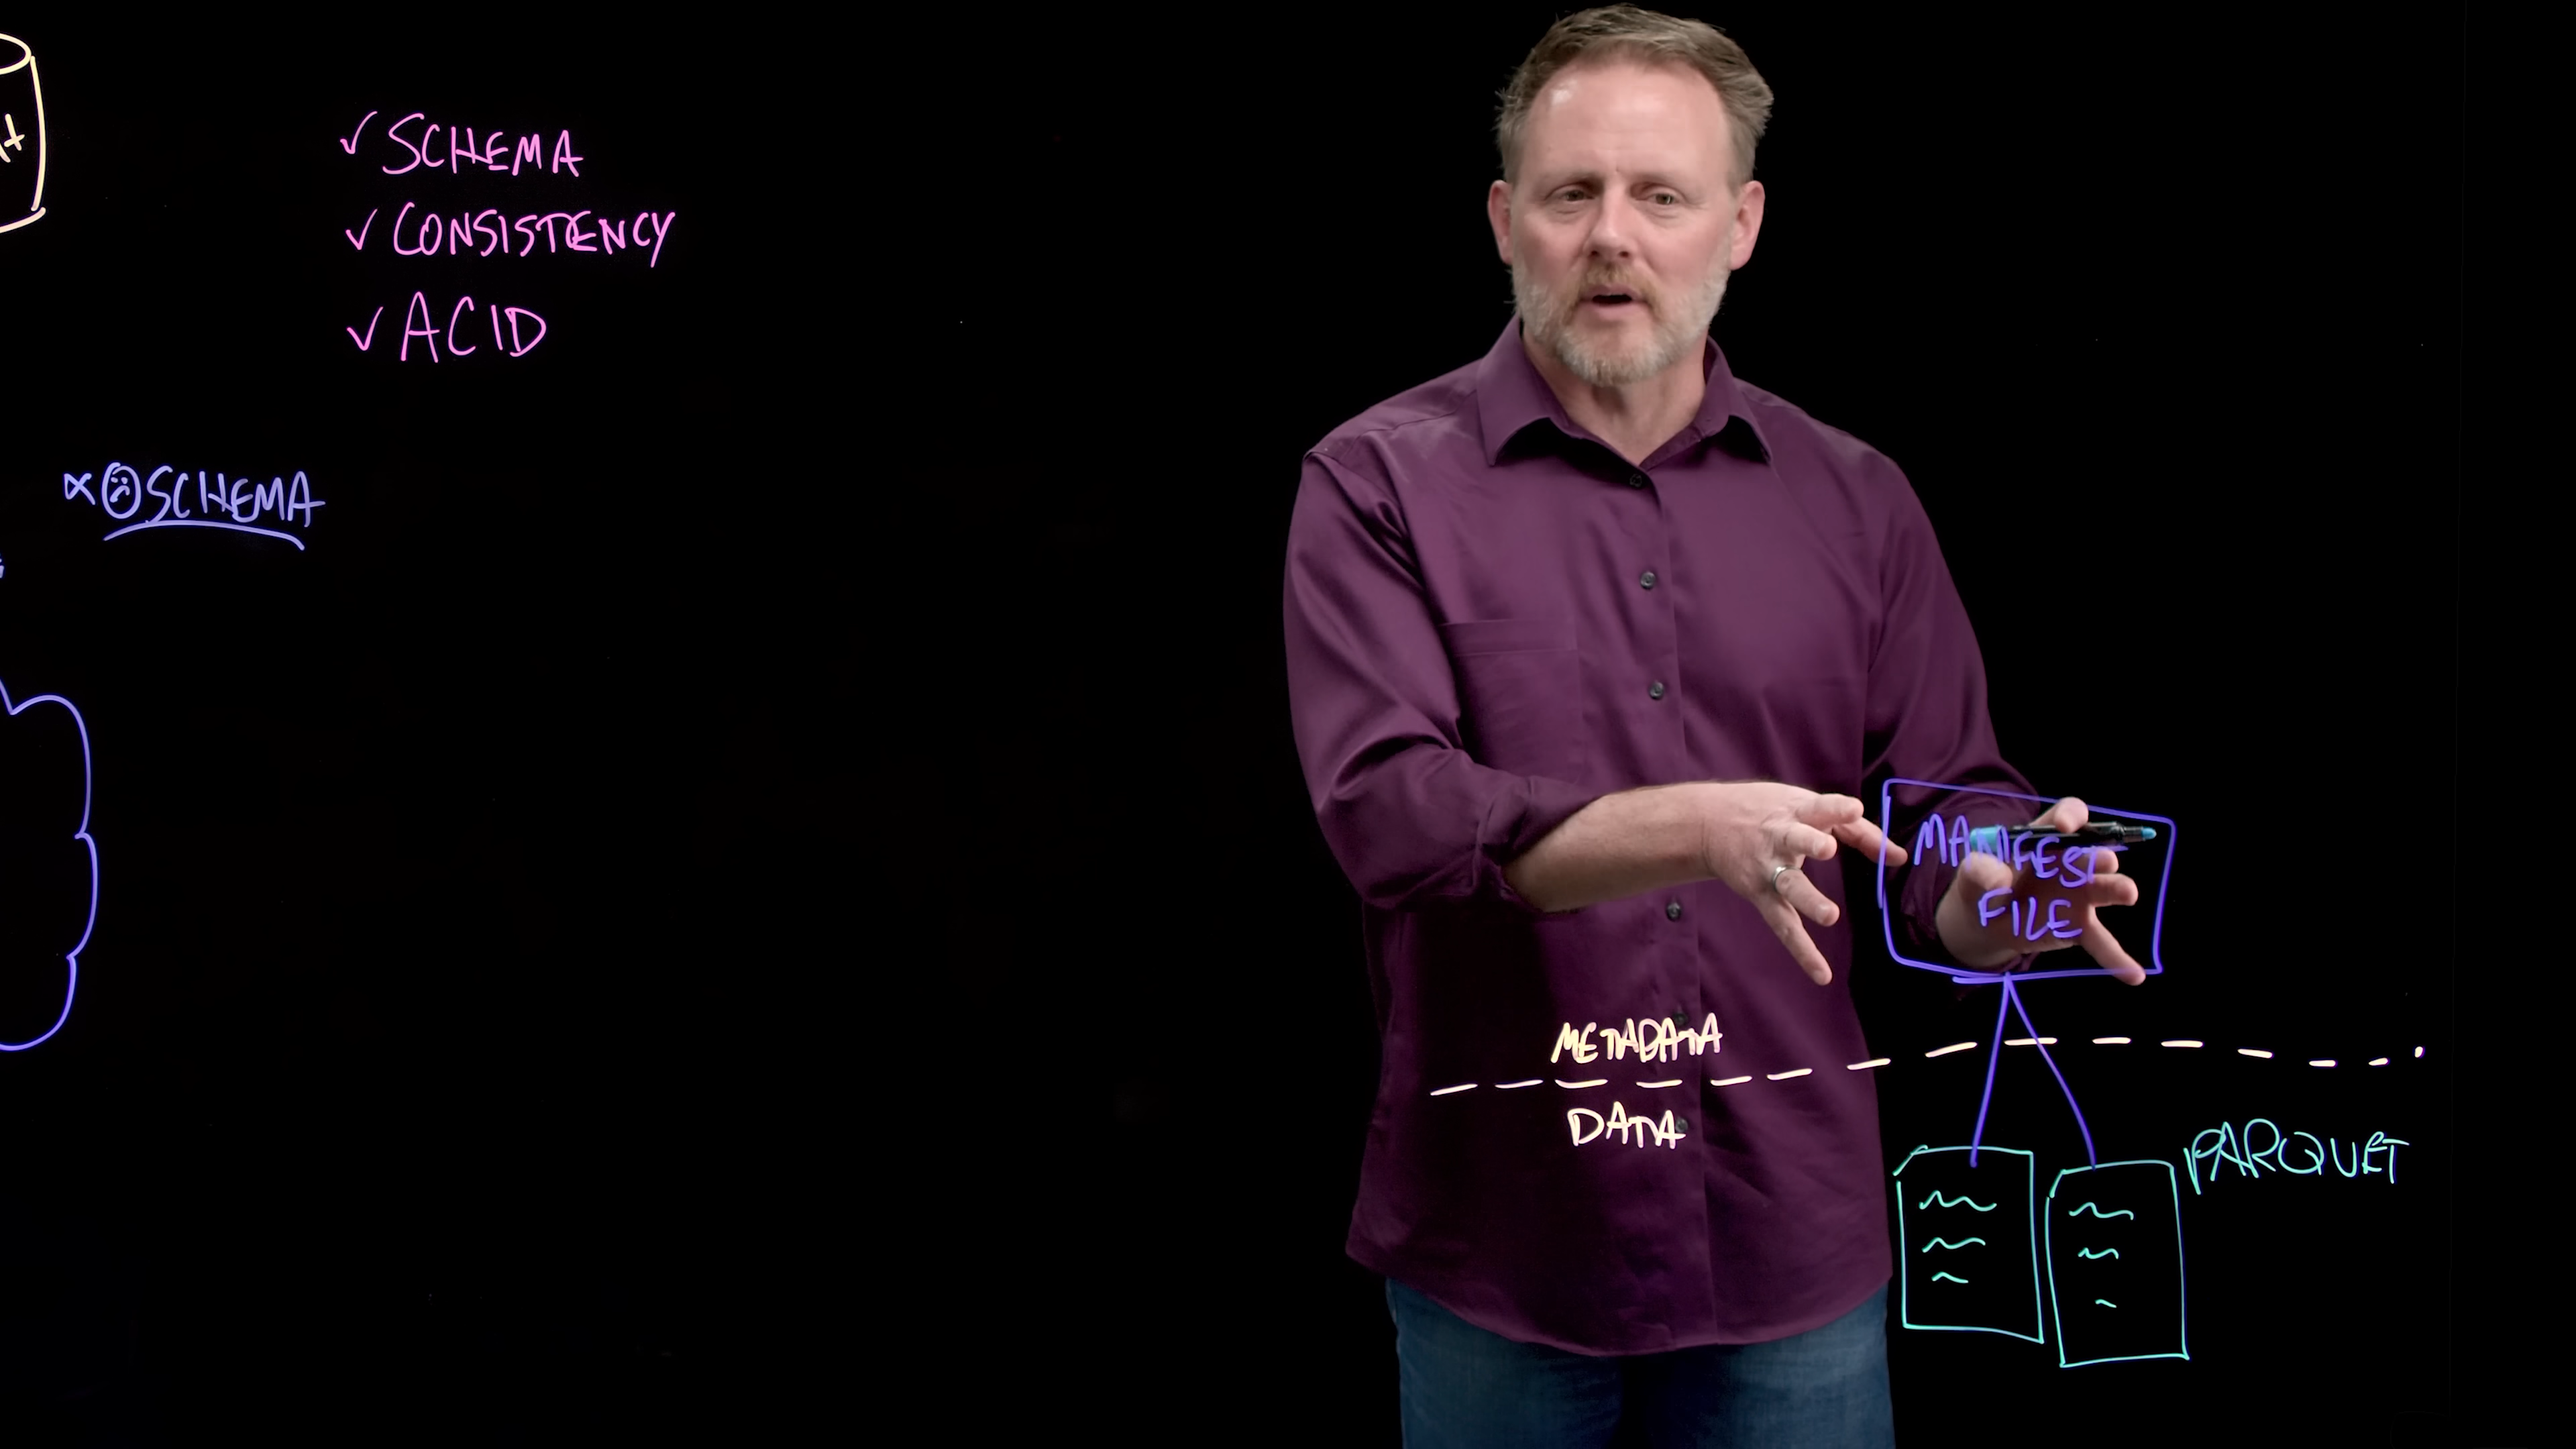 ✓ SCHEMA
✓ CONSISTENCY
✓ ACID
× ☹ SCHEMA
MANIFEST
FILE
METADATA
DATA
PARQUET